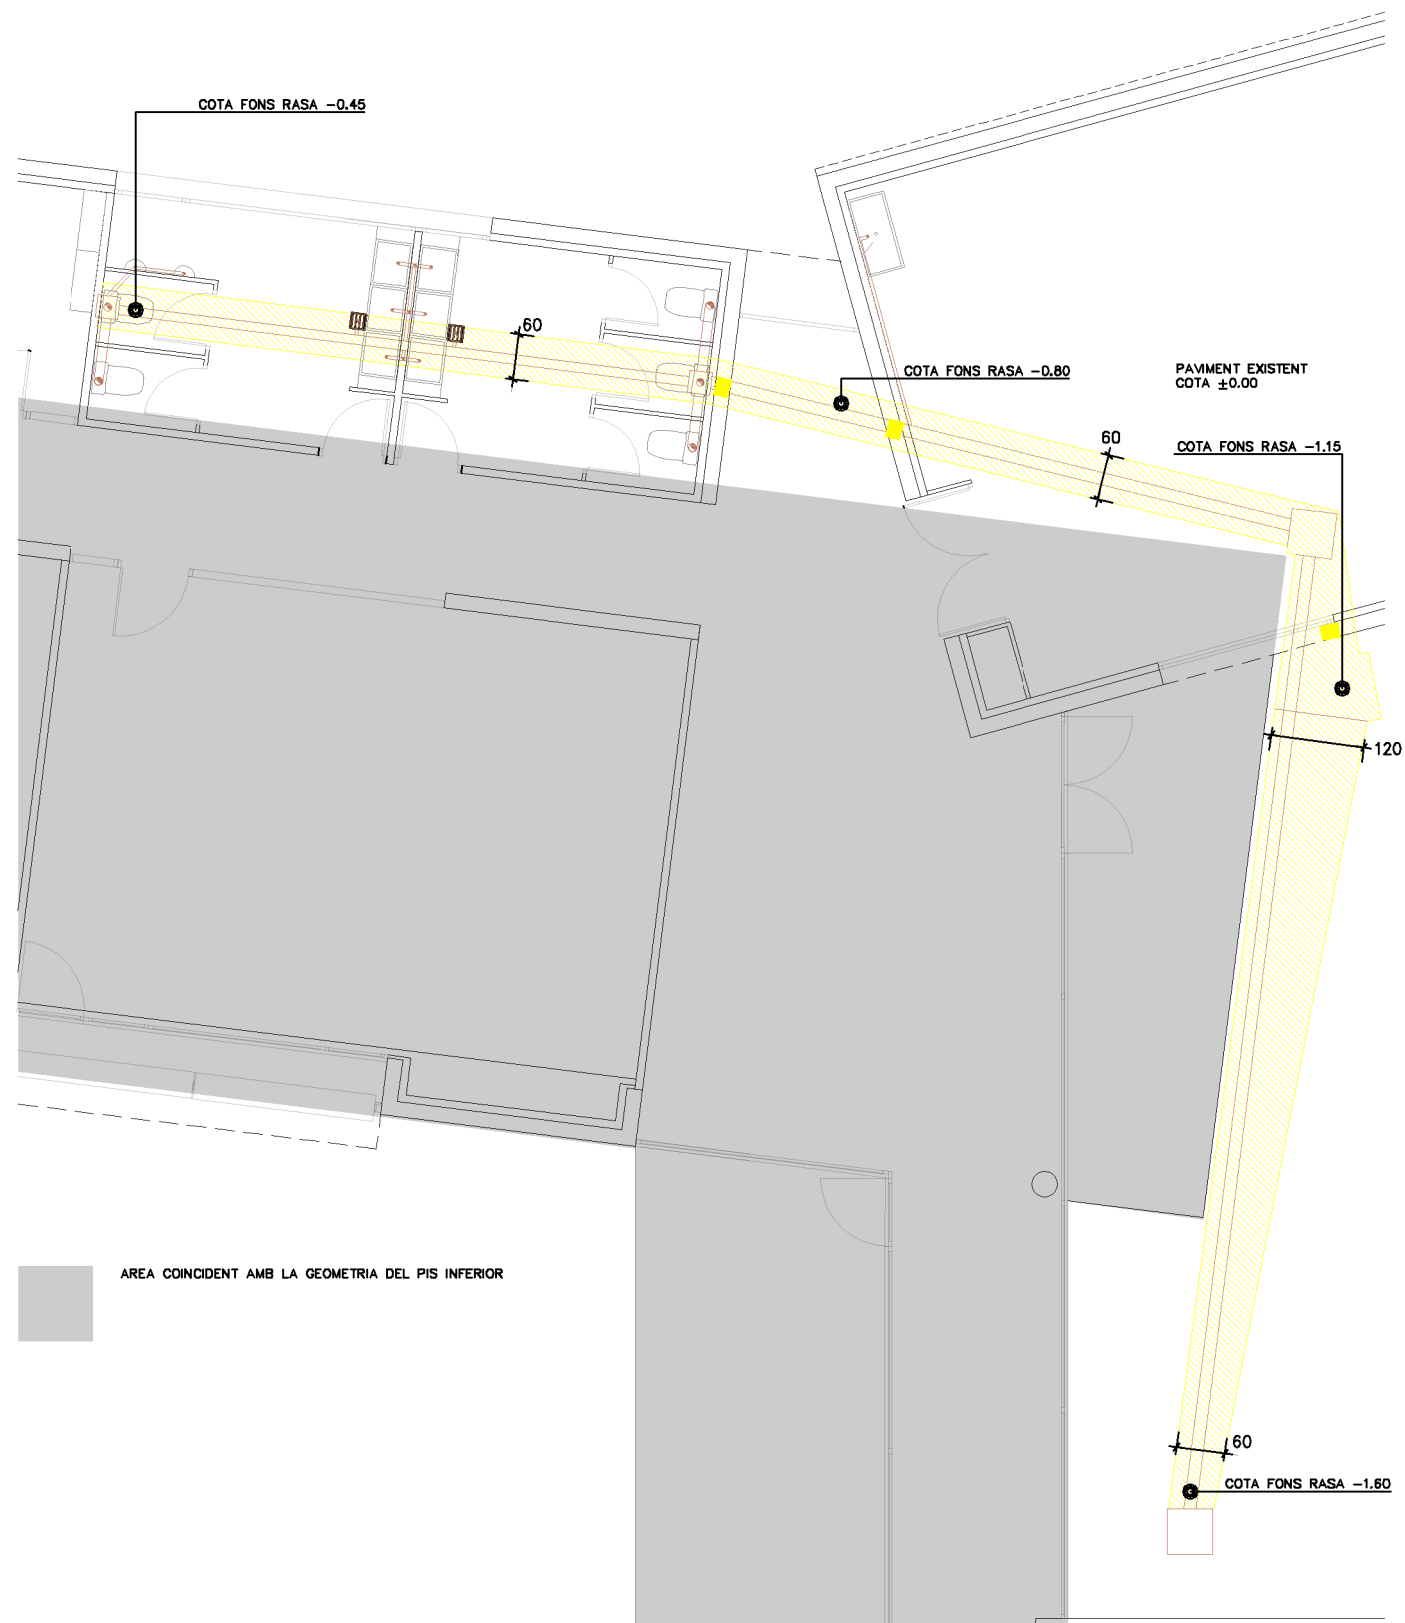 COTA FONS RASA -0.45
60
COTA FONS RASA -0.80
PAVIMENT EXISTENT
COTA ±0.00
60
COTA FONS RASA -1.15
120
AREA COINCIDENT AMB LA GEOMETRIA DEL PIS INFERIOR
60
COTA FONS RASA -1.60